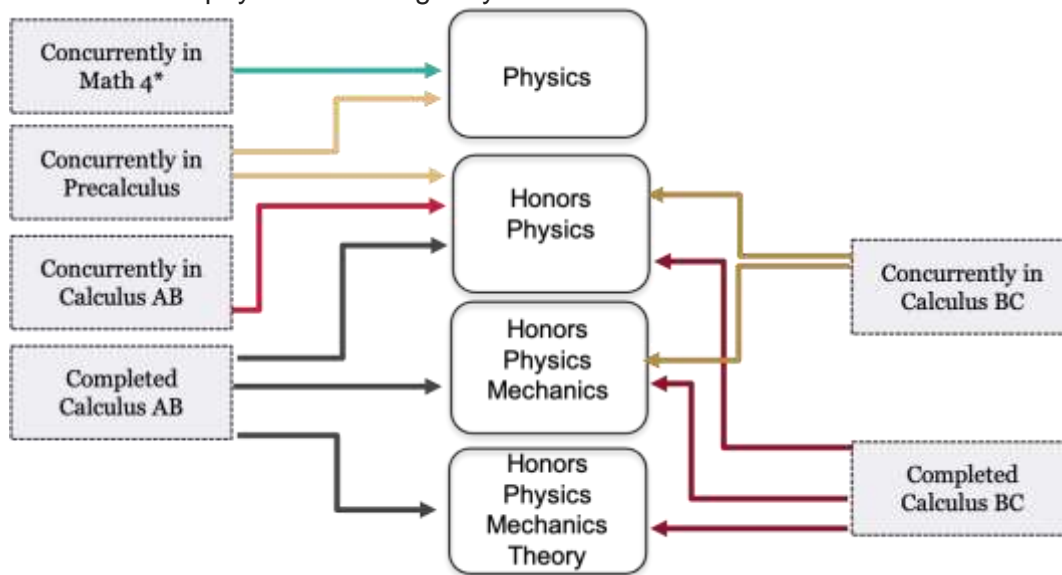 Concurrently in
Math 4*
Physics
Concurrently in
Precalculus
Honors
Physics
Concurrently in
Calculus AB
Concurrently in
Calculus BC
Honors
Physics
Mechanics
Completed
Calculus AB
Honors
Physics
Mechanics
Theory
Completed
Calculus BC